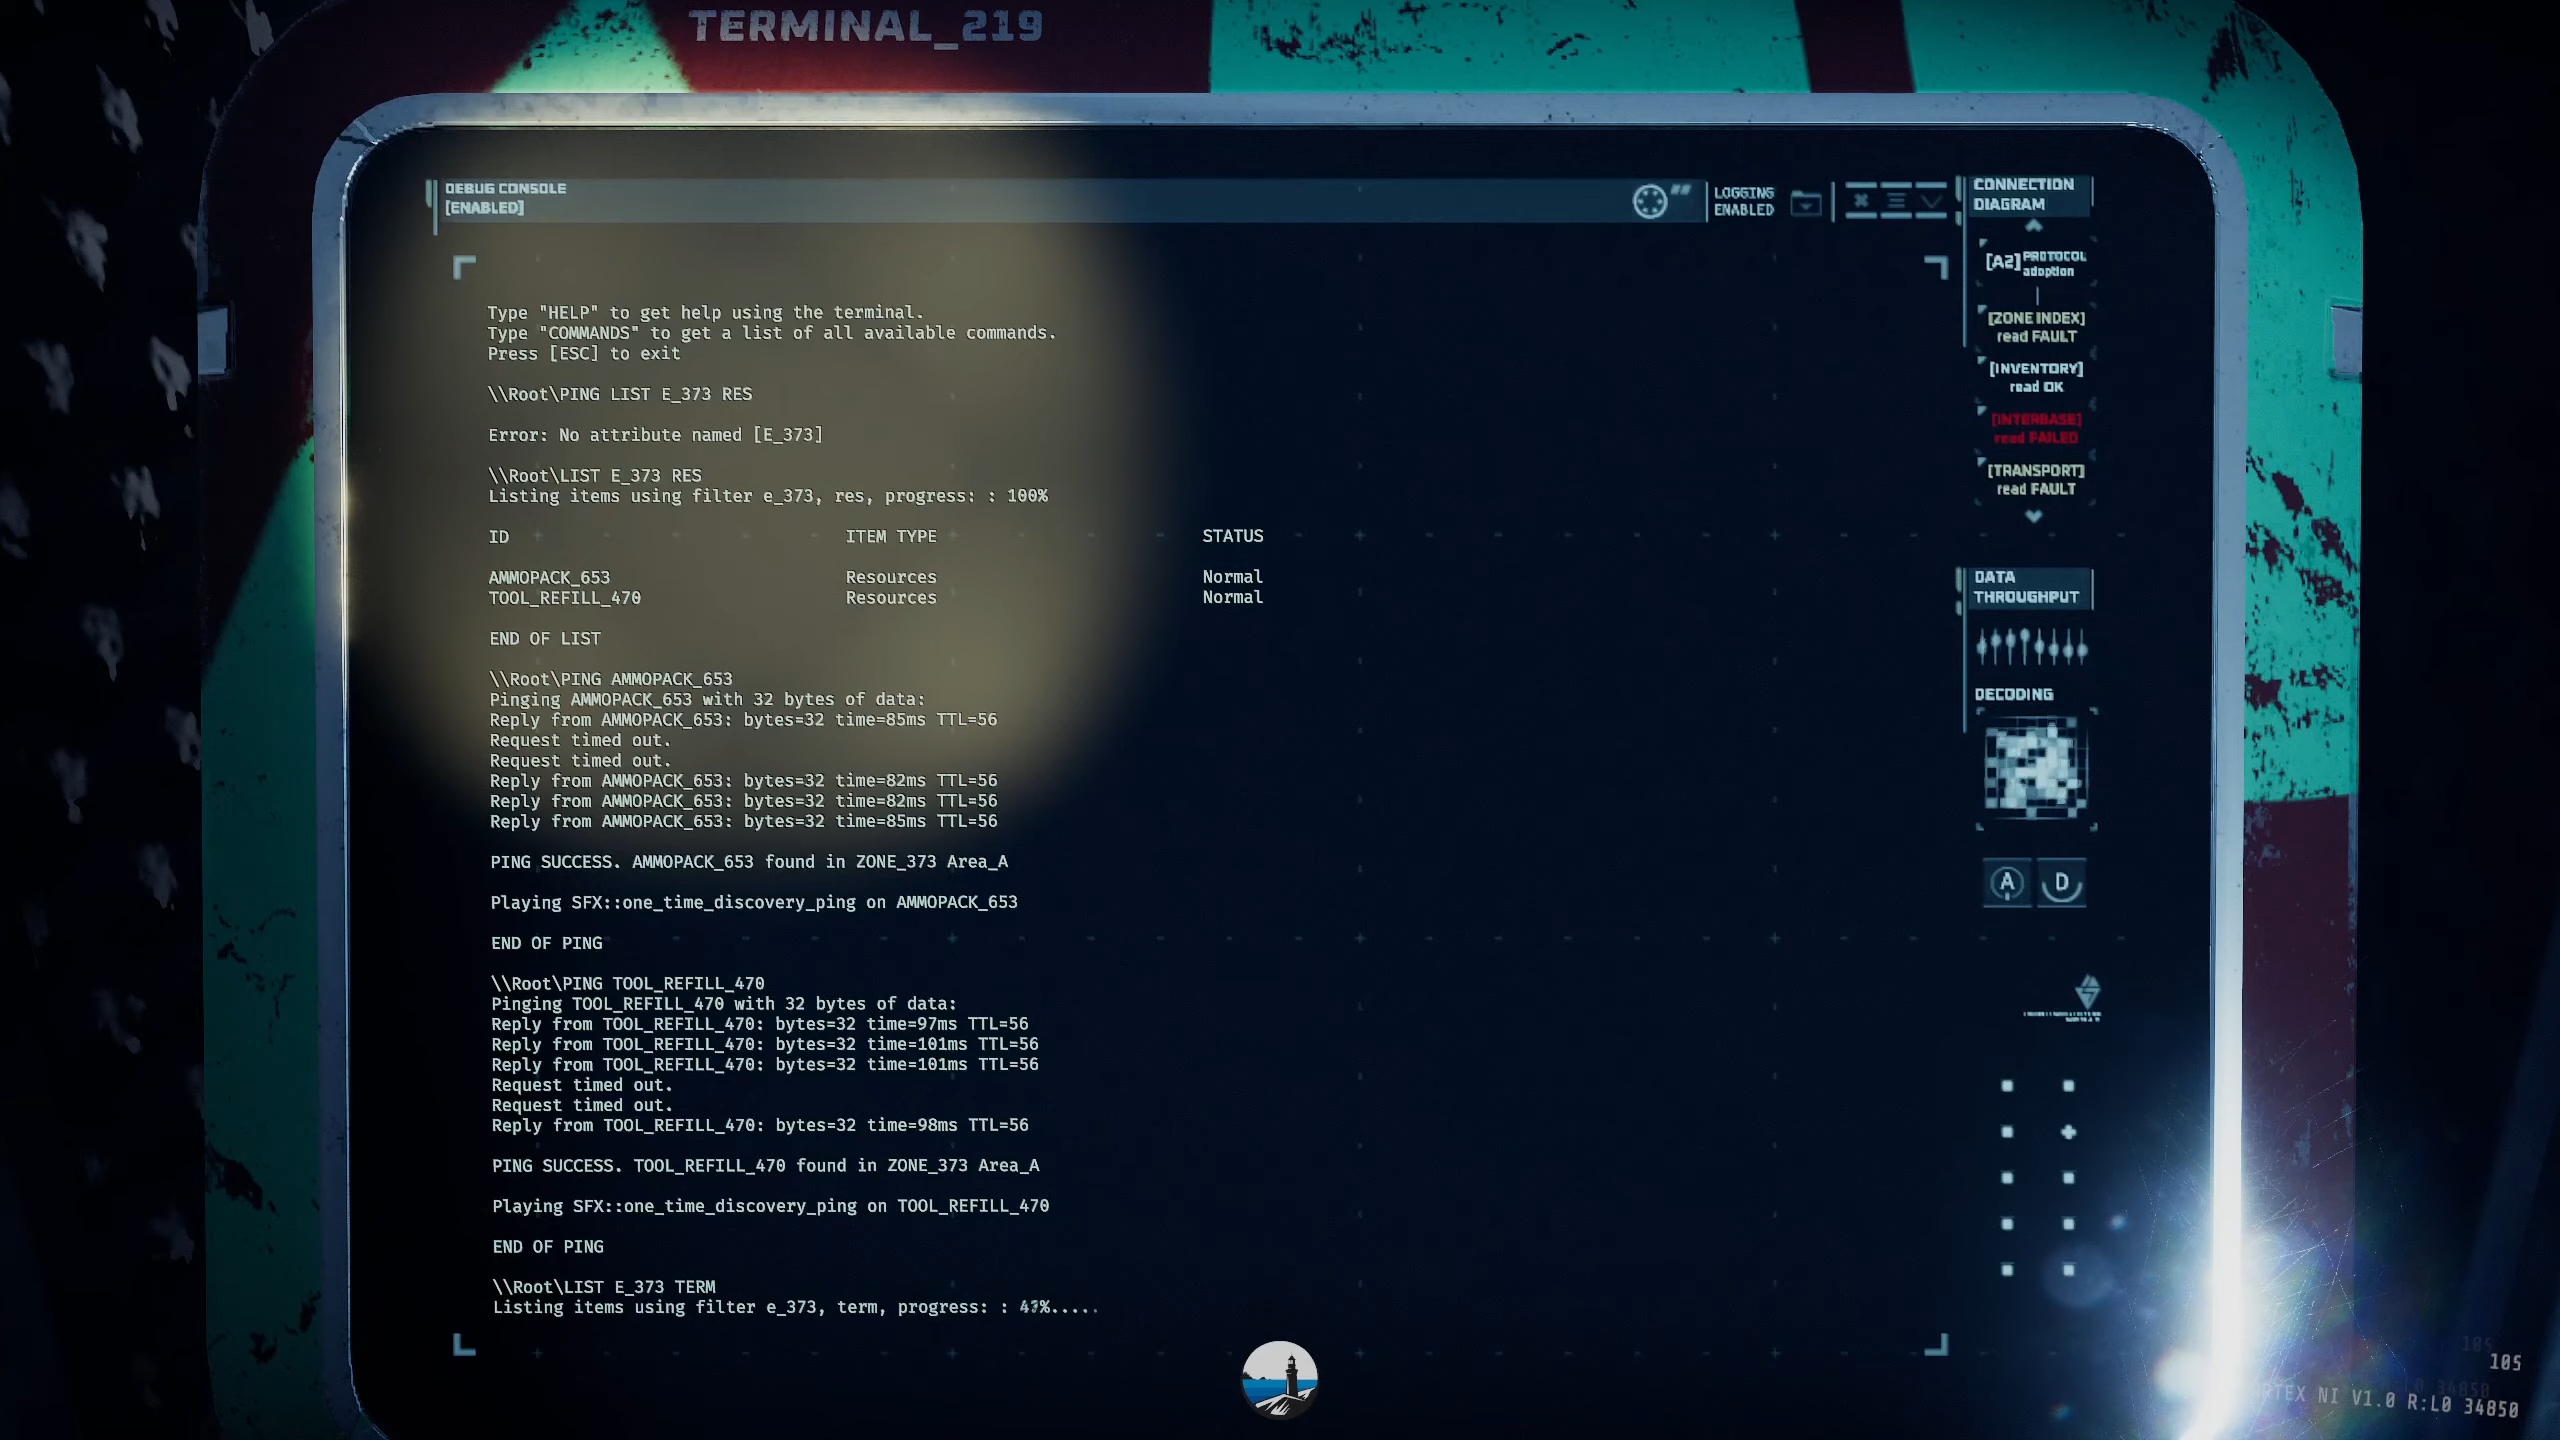 TERMINAL_219
DEBUG CONSOLE
[ENABLED]
LOGGING
ENABLED
Type "HELP" to get help using the terminal.
Type "COMMANDS" to get a list of all available commands.
Press [ESC] to exit
\\Root\PING LIST E_373 RES
Error: No attribute named [E_373]
\\Root\LIST E_373 RES
Listing items using filter e_373, res, progress: : 100%
ID ITEM TYPE STATUS
AMMOPACK_653 Resources Normal
TOOL_REFILL_470 Resources Normal
END OF LIST
\\Root\PING AMMOPACK_653
Pinging AMMOPACK_653 with 32 bytes of data:
Reply from AMMOPACK_653: bytes=32 time=85ms TTL=56
Request timed out.
Request timed out.
Reply from AMMOPACK_653: bytes=32 time=82ms TTL=56
Reply from AMMOPACK_653: bytes=32 time=82ms TTL=56
Reply from AMMOPACK_653: bytes=32 time=85ms TTL=56
PING SUCCESS. AMMOPACK_653 found in ZONE_373 Area_A
Playing SFX::one_time_discovery_ping on AMMOPACK_653
END OF PING
\\Root\PING TOOL_REFILL_470
Pinging TOOL_REFILL_470 with 32 bytes of data:
Reply from TOOL_REFILL_470: bytes=32 time=97ms TTL=56
Reply from TOOL_REFILL_470: bytes=32 time=101ms TTL=56
Reply from TOOL_REFILL_470: bytes=32 time=101ms TTL=56
Request timed out.
Request timed out.
Reply from TOOL_REFILL_470: bytes=32 time=98ms TTL=56
PING SUCCESS. TOOL_REFILL_470 found in ZONE_373 Area_A
Playing SFX::one_time_discovery_ping on TOOL_REFILL_470
END OF PING
\\Root\LIST E_373 TERM
Listing items using filter e_373, term, progress: :
CONNECTION
DIAGRAM
[A2] PROTOCOL
adoption
[ZONE INDEX]
read FAULT
[INVENTORY]
read OK
[INTERBASE]
read FAILED
[TRANSPORT]
read FAULT
DATA
THROUGHPUT
DECODING
A D
105
NI V1.0 R:L0 34850